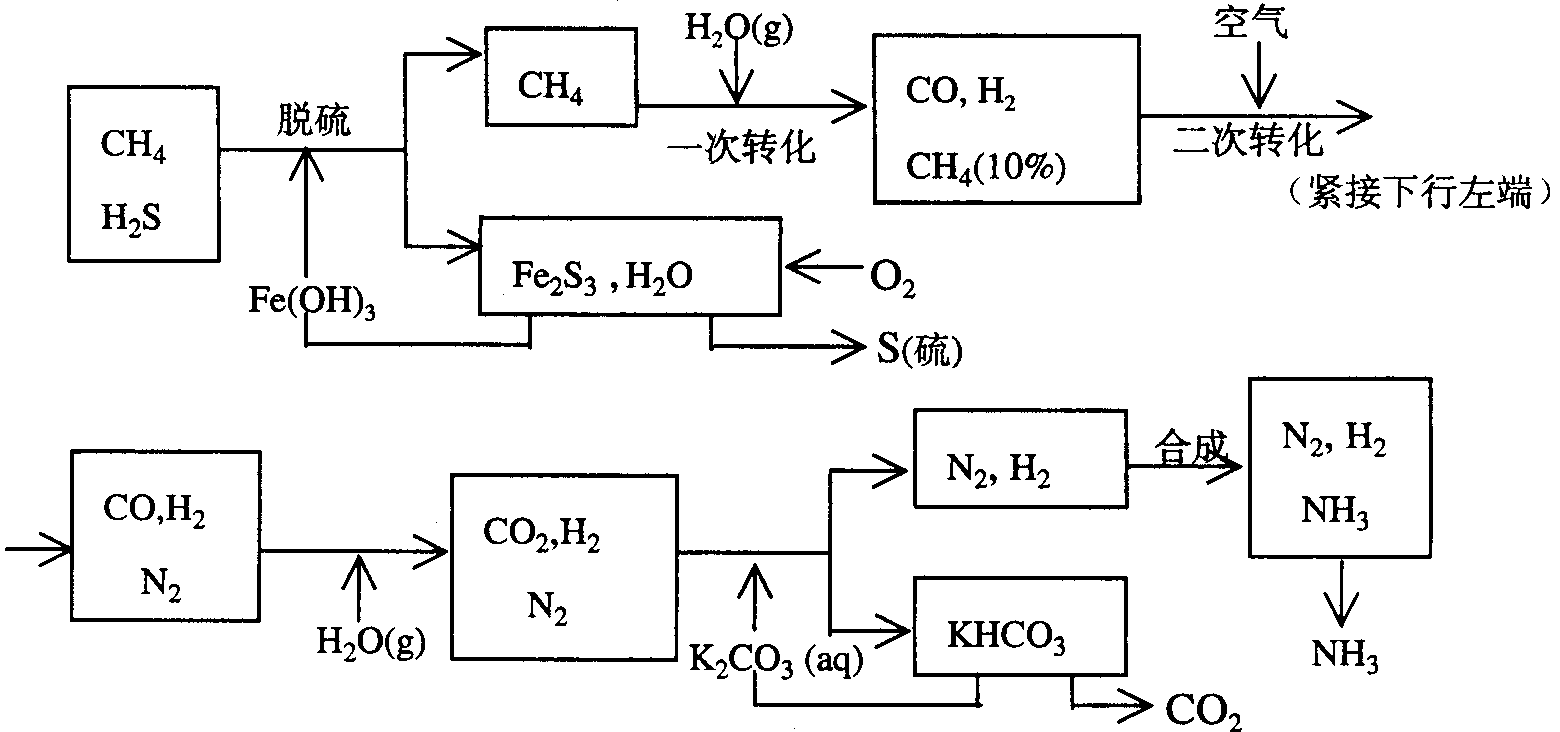 H₂O(g)
空气
CH₄
CO, H₂
CH₄(10%)
脱硫
一次转化
二次转化
(紧接下行左端)
CH₄
H₂S
Fe₂S₃ , H₂O
O₂
Fe(OH)₃
S(硫)
N₂, H₂
合成
N₂, H₂
NH₃
CO,H₂
N₂
CO₂,H₂
N₂
H₂O(g)
K₂CO₃ (aq)
KHCO₃
NH₃
CO₂